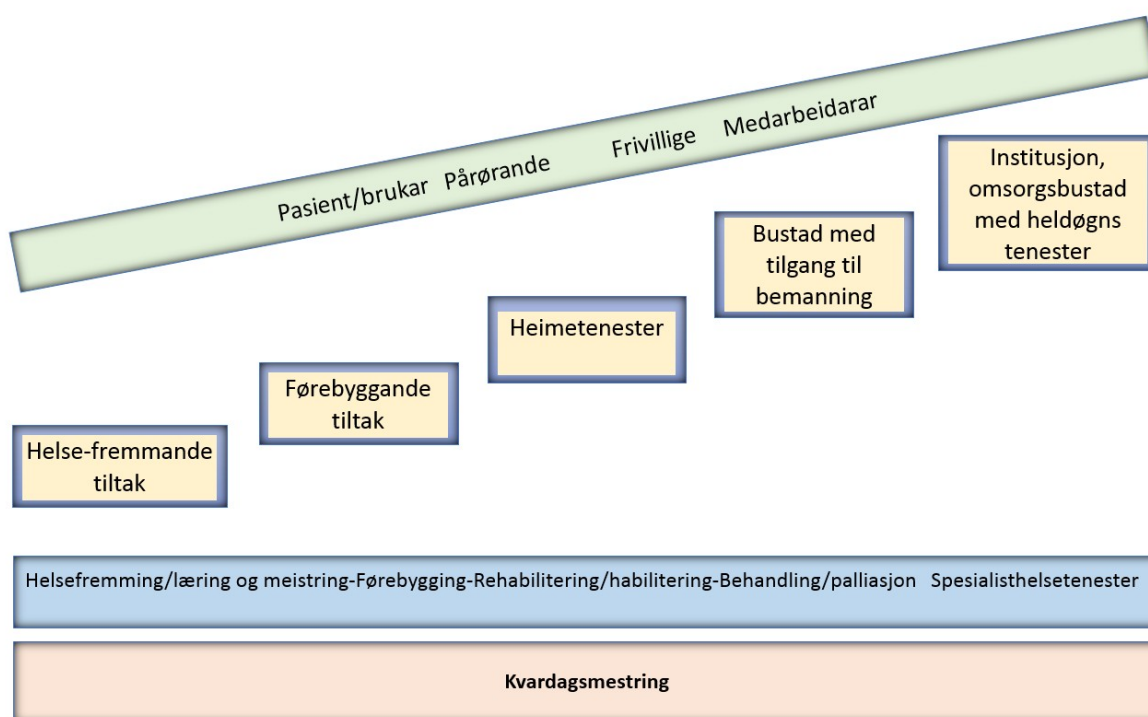 Pasient/brukar Pårørande Frivillige Medarbeidarar
Institusjon,
omsorgsbustad
med heldøgns
tenester
Bustad med
tilgang til
bemanning
Heimetenester
Førebyggande
tiltak
Helse-fremmande
tiltak
Helsefremming/læring og meistring-Førebygging-Rehabilitering/habilitering-Behandling/palliasjon Spesialisthelsetenester
Kvardagsmestring